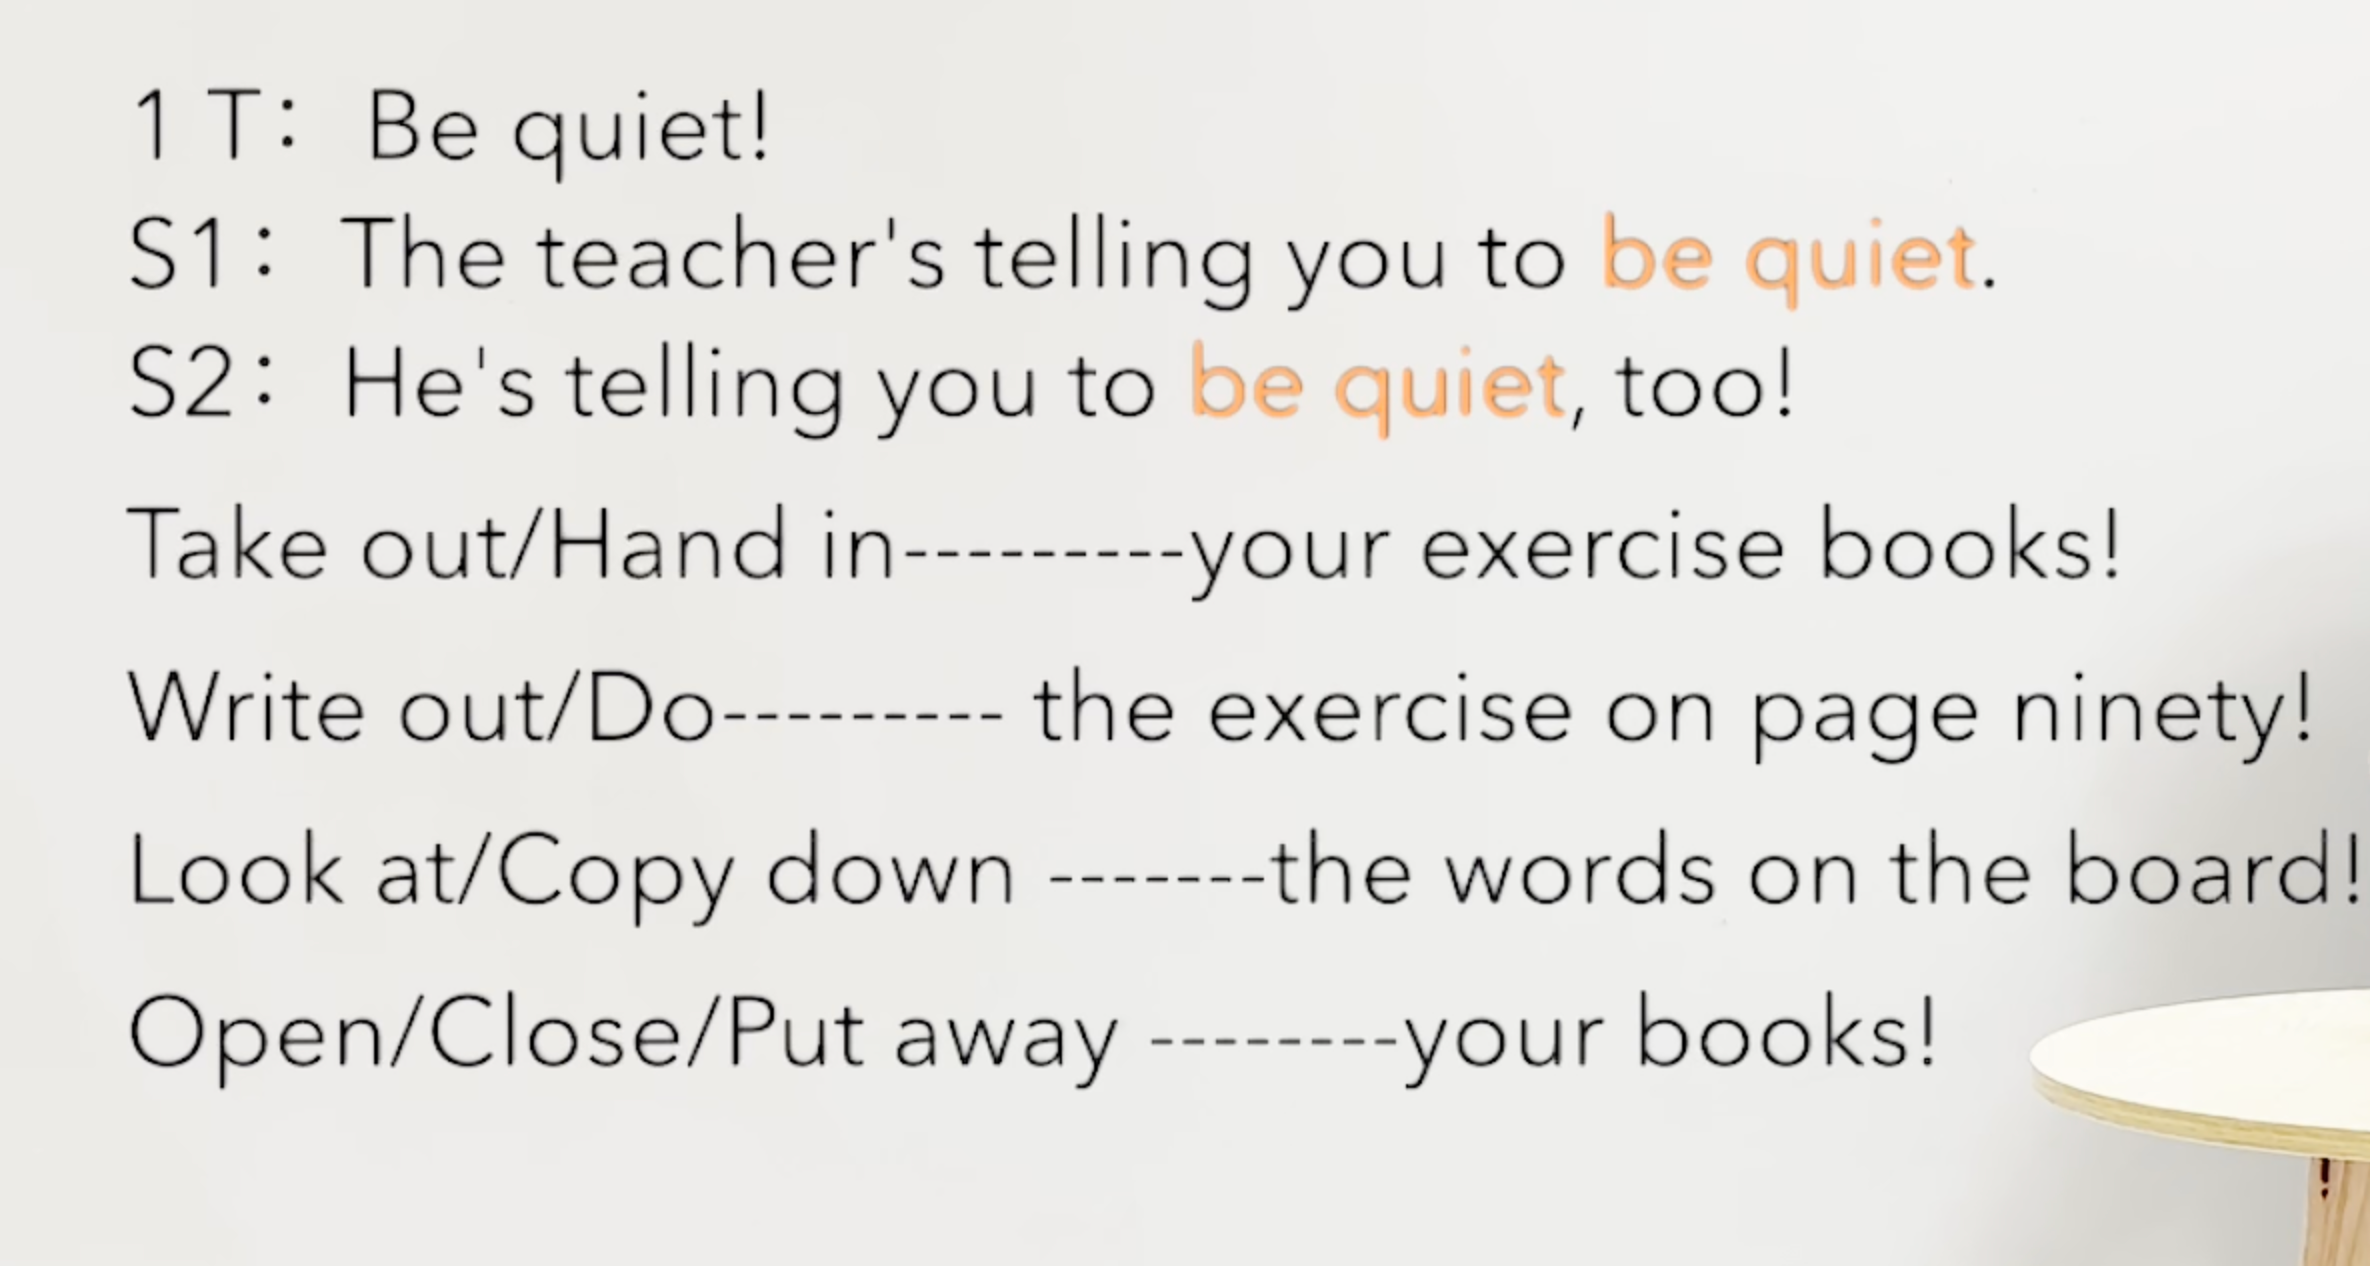 1 T： Be quiet!
S1： The teacher's telling you to be quiet.
S2： He's telling you to be quiet, too!
Take out/Hand in---------your exercise books!
Write out/Do--------- the exercise on page ninety!
Look at/Copy down -------the words on the board!
Open/Close/Put away --------your books!